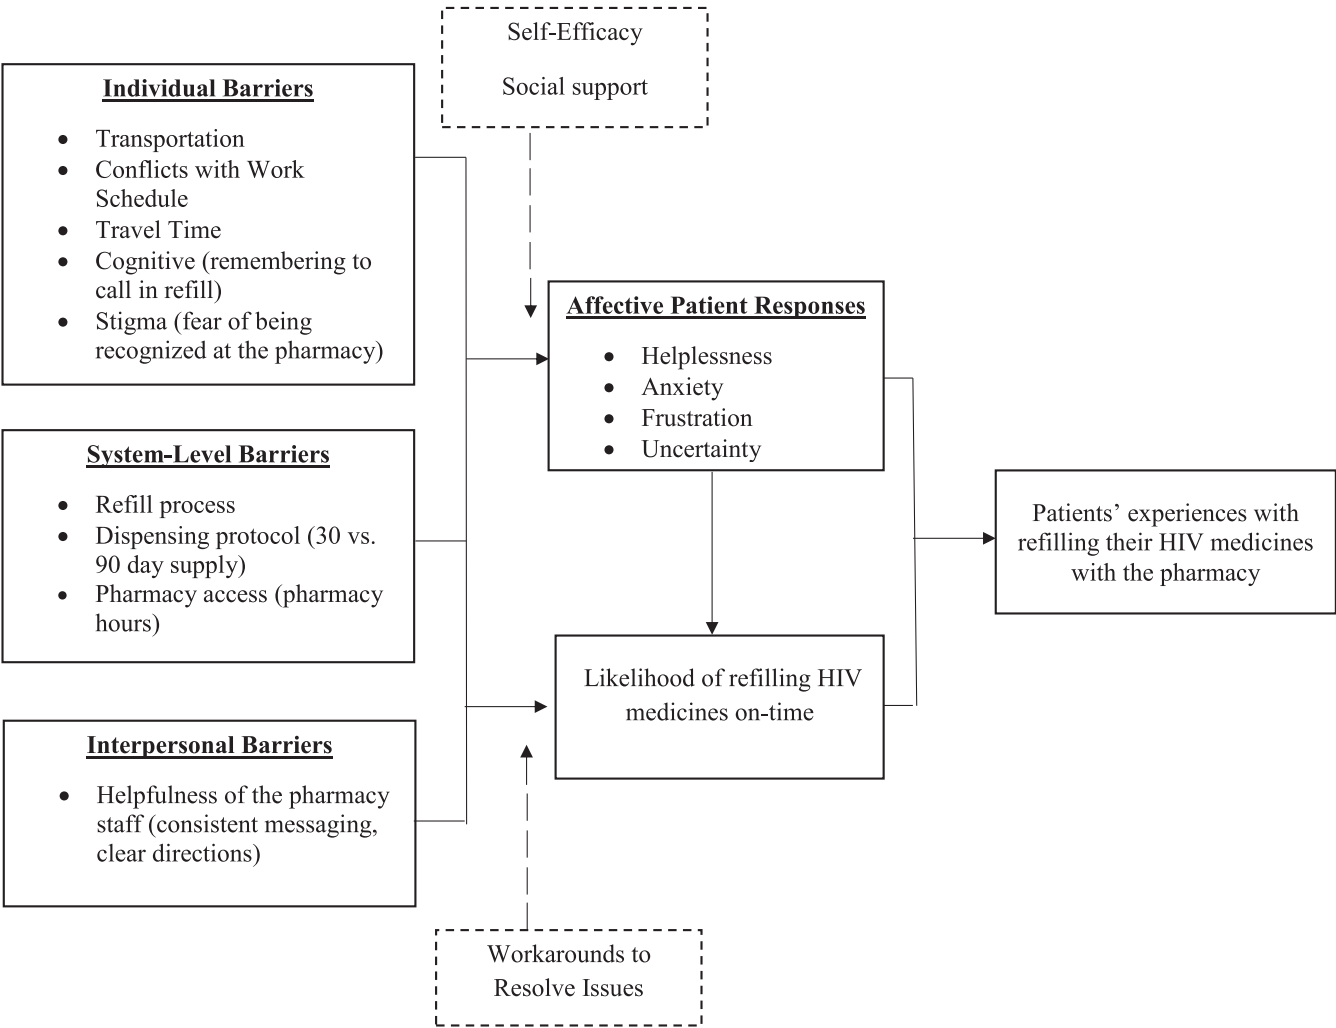 Self-Efficacy
Social support
Individual Barriers
• Transportation
• Conflicts with Work
Schedule
• Travel Time
• Cognitive (remembering to
call in refill)
• Stigma (fear of being
recognized at the pharmacy)
System-Level Barriers
• Refill process
• Dispensing protocol (30 vs.
90 day supply)
• Pharmacy access (pharmacy
hours)
Interpersonal Barriers
• Helpfulness of the pharmacy
staff (consistent messaging,
clear directions)
Affective Patient Responses
• Helplessness
• Anxiety
• Frustration
• Uncertainty
Likelihood of refilling HIV
medicines on-time
Workarounds to
Resolve Issues
Patients’ experiences with
refilling their HIV medicines
with the pharmacy